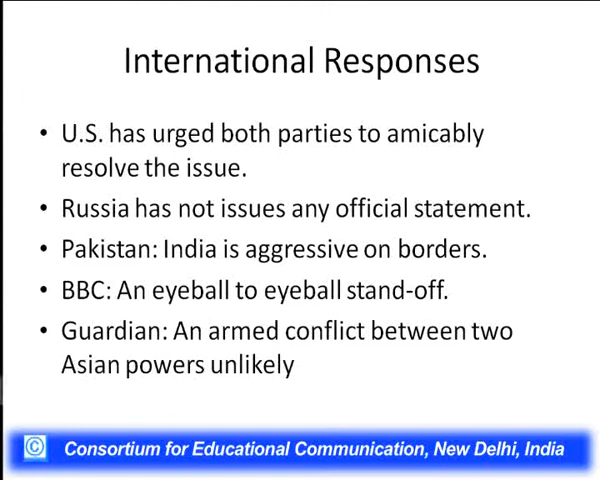 International Responses
• U.S. has urged both parties to amicably
resolve the issue.
• Russia has not issues any official statement.
• Pakistan: India is aggressive on borders.
• BBC: An eyeball to eyeball stand-off.
• Guardian: An armed conflict between two
Asian powers unlikely
© Consortium for Educational Communication, New Delhi, India